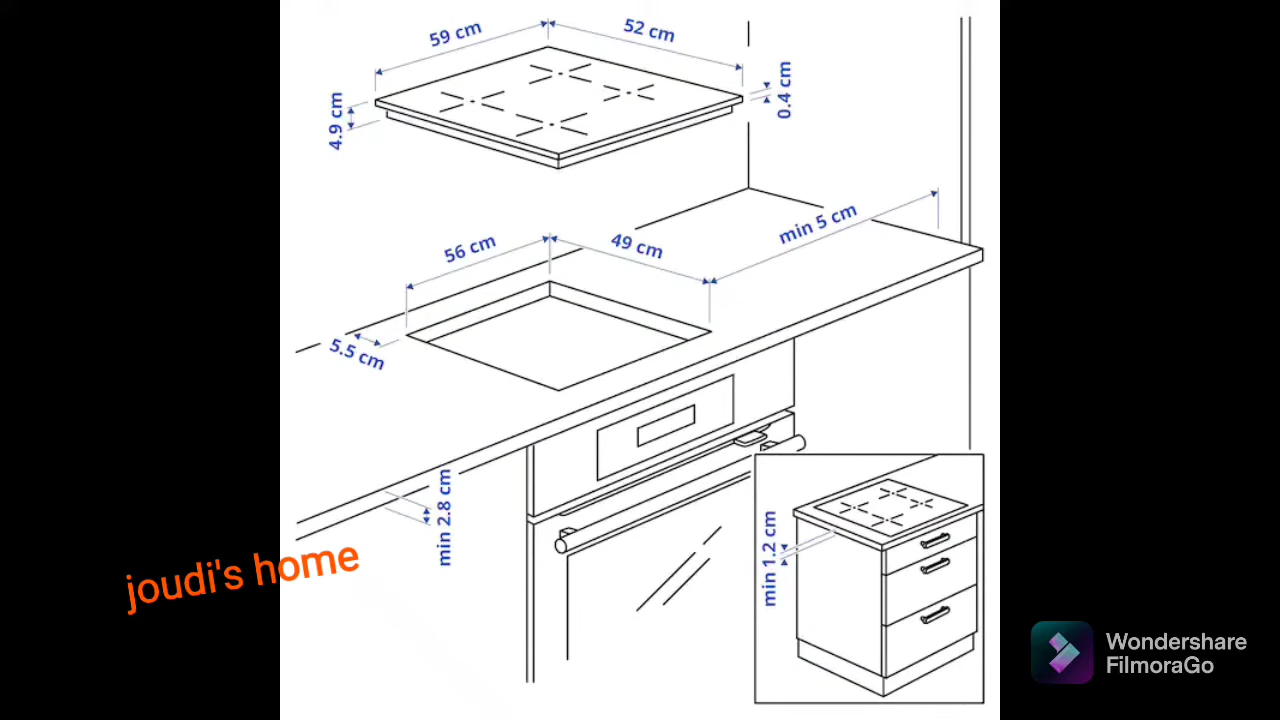 59 cm
52 cm
4.9 cm
0.4 cm
56 cm
49 cm
min 5 cm
5.5 cm
min 2.8 cm
min 1.2 cm
joudi's home
Wondershare
FilmoraGo